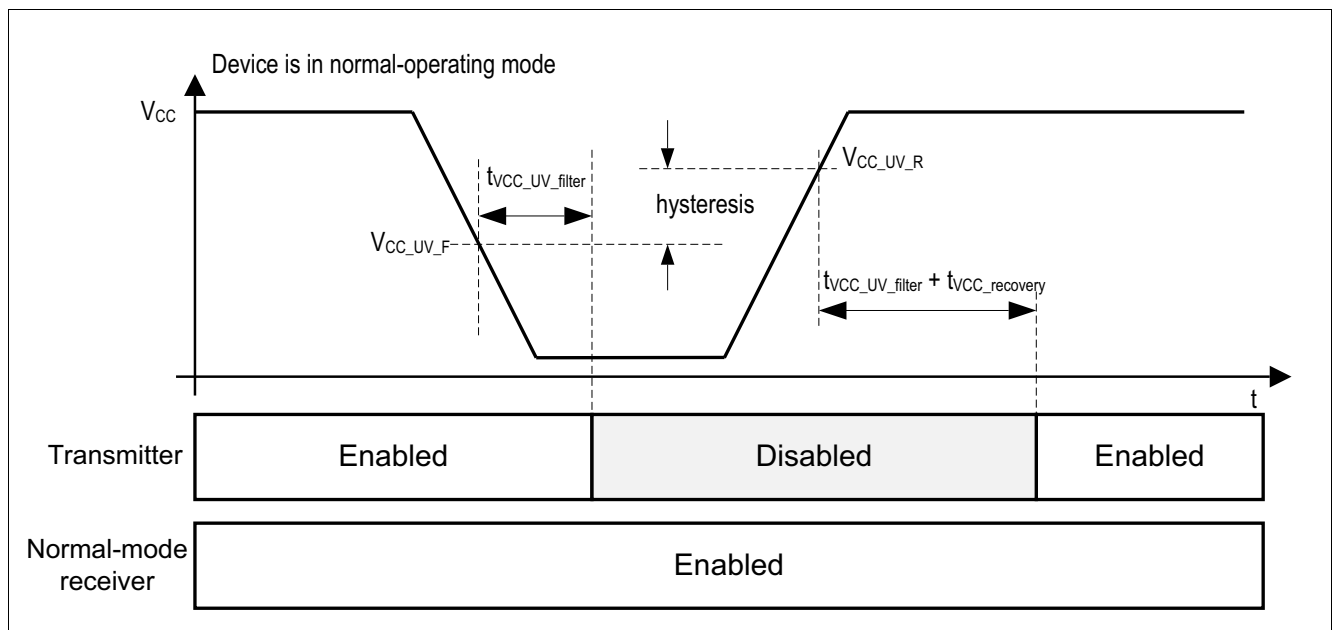 Device is in normal-operating mode
VCC
tVCC_UV_filter
VCC_UV_R
hysteresis
VCC_UV_F
tVCC_UV_filter + tVCC_recovery
t
Transmitter
Enabled
Disabled
Enabled
Normal-mode
receiver
Enabled